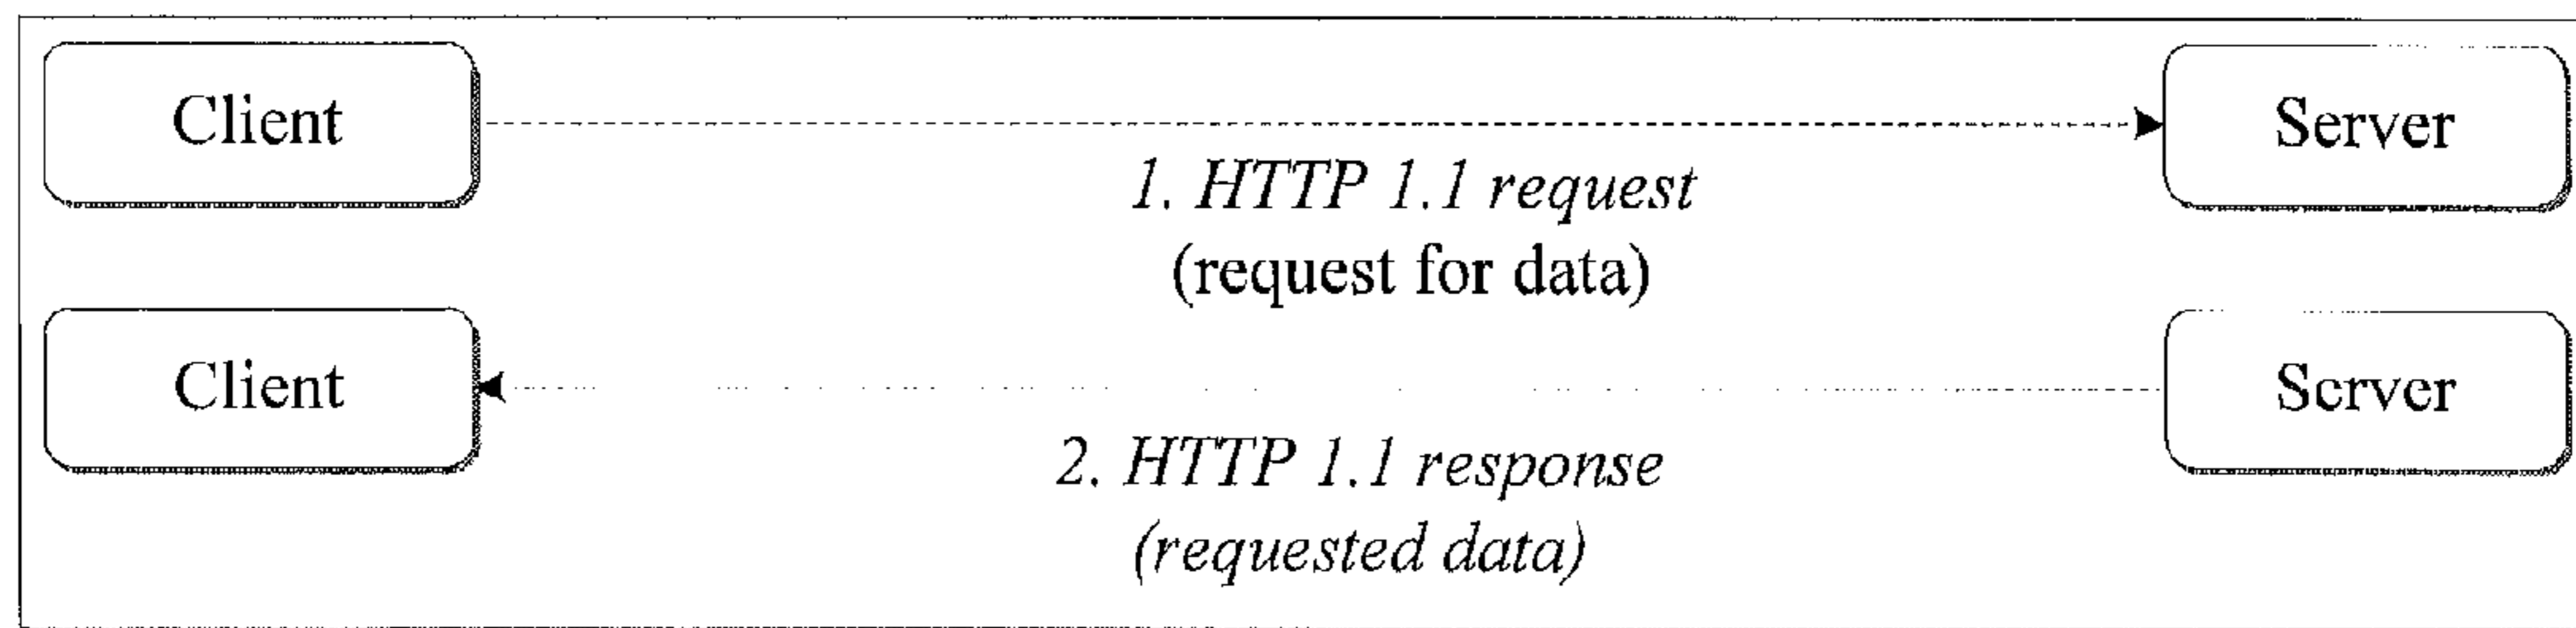 Client
Server
1. HTTP 1.1 request
(request for data)
Client
Server
2. HTTP 1.1 response
(requested data)